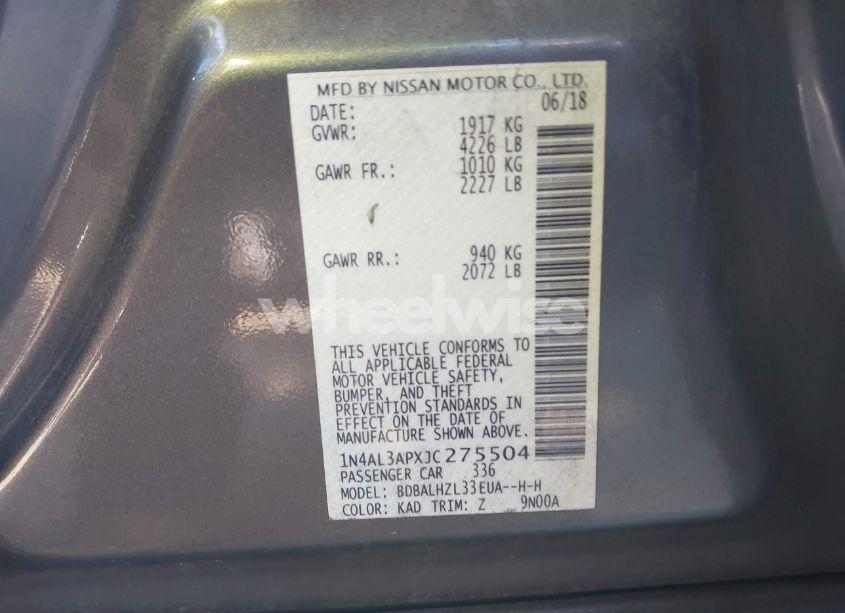 MFD BY NISSAN MOTOR CO., LTD.
DATE: 06/18
GVWR: 1917 KG
4226 LB
GAWR FR.: 1010 KG
2227 LB
GAWR RR.: 940 KG
2072 LB
wheelwise
THIS VEHICLE CONFORMS TO
ALL APPLICABLE FEDERAL
MOTOR VEHICLE SAFETY,
BUMPER, AND THEFT
PREVENTION STANDARDS IN
EFFECT ON THE DATE OF
MANUFACTURE SHOWN ABOVE.
1N4AL3APXJC275504
PASSENGER CAR 336
MODEL: BDBALHZL33EUA--H-H
COLOR: KAD TRIM: Z 9N00A